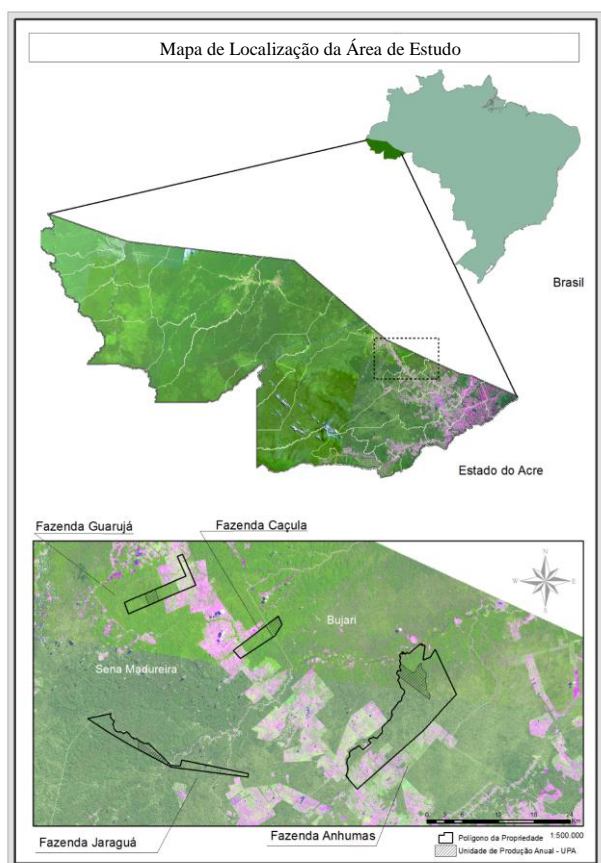 Mapa de Localização da Área de Estudo
Brasil
Estado do Acre
Fazenda Guarujá
Fazenda Caçula
N
W
E
S
Bujari
Sena Madureira
Fazenda Jaraguá
Fazenda Anhumas
1:500.000
Polígono da Propriedade
Unidade de Produção Anual - UPA